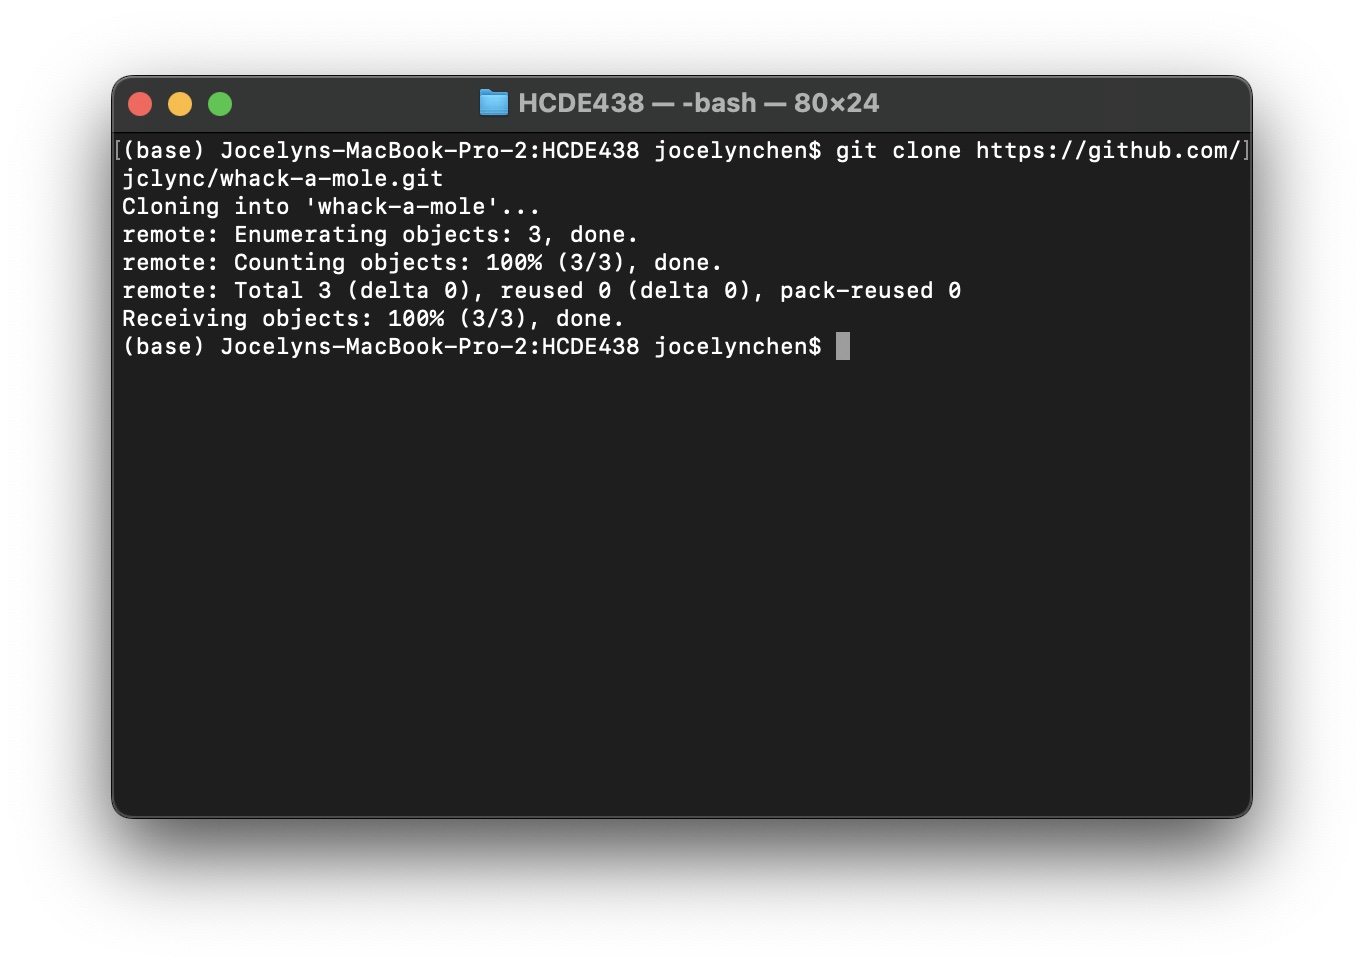 HCDE438 — -bash — 80×24
[(base) Jocelyns-MacBook-Pro-2:HCDE438 jocelynchen$ git clone https://github.com/]
jclync/whack-a-mole.git
Cloning into 'whack-a-mole'...
remote: Enumerating objects: 3, done.
remote: Counting objects: 100% (3/3), done.
remote: Total 3 (delta 0), reused 0 (delta 0), pack-reused 0
Receiving objects: 100% (3/3), done.
(base) Jocelyns-MacBook-Pro-2:HCDE438 jocelynchen$